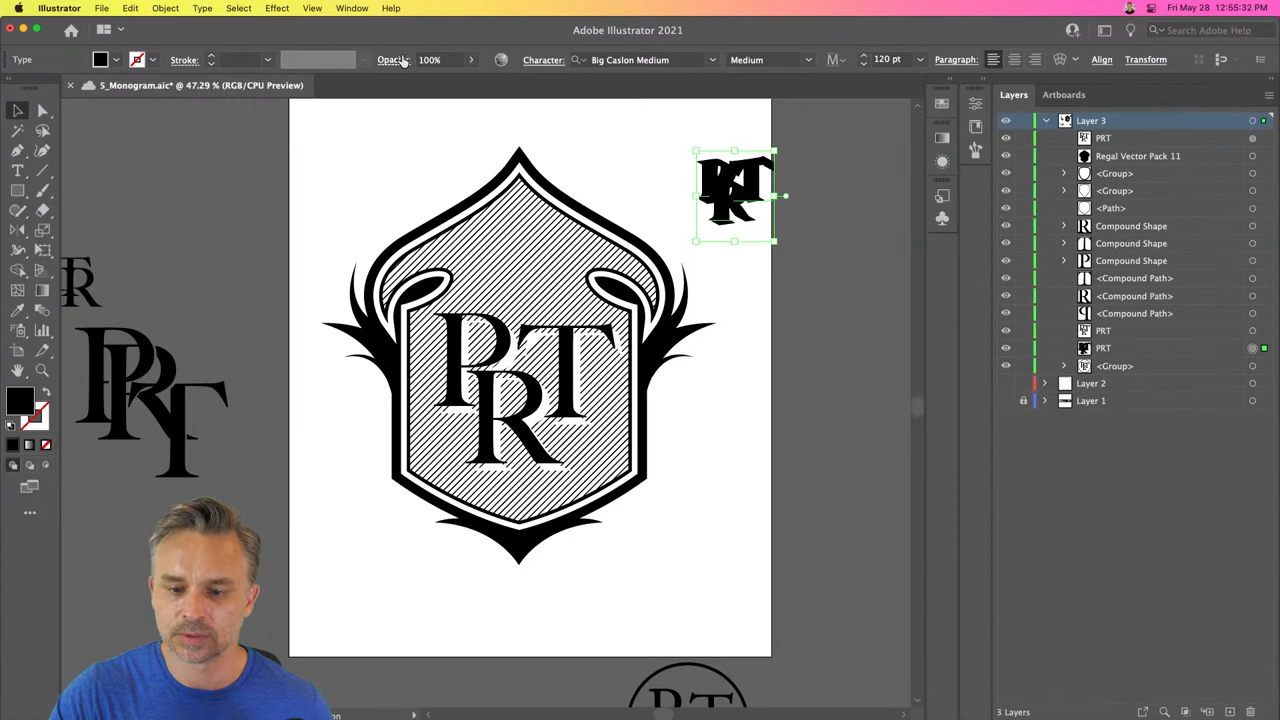 Illustrator File Edit Object Type Select Effect View Window Help Fri May 28 12:55:32 PM
Adobe Illustrator 2021
Search Adobe Help
Type Stroke: Opacity: 100% Character: Big Caslon Medium Medium 120 pt Paragraph: Align Transform
5_Monogram.aic* @ 47.29 % (RGB/CPU Preview)
Layers Artboards
Layer 3
PRT
Regal Vector Pack 11
<Group>
<Group>
<Path>
Compound Shape
<Compound Path>
Compound Shape
<Compound Path>
<Compound Path>
<Compound Path>
PRT
PRT
<Group>
Layer 2
Layer 1
PRT
R
PRT
PRT
PRT
3 Layers